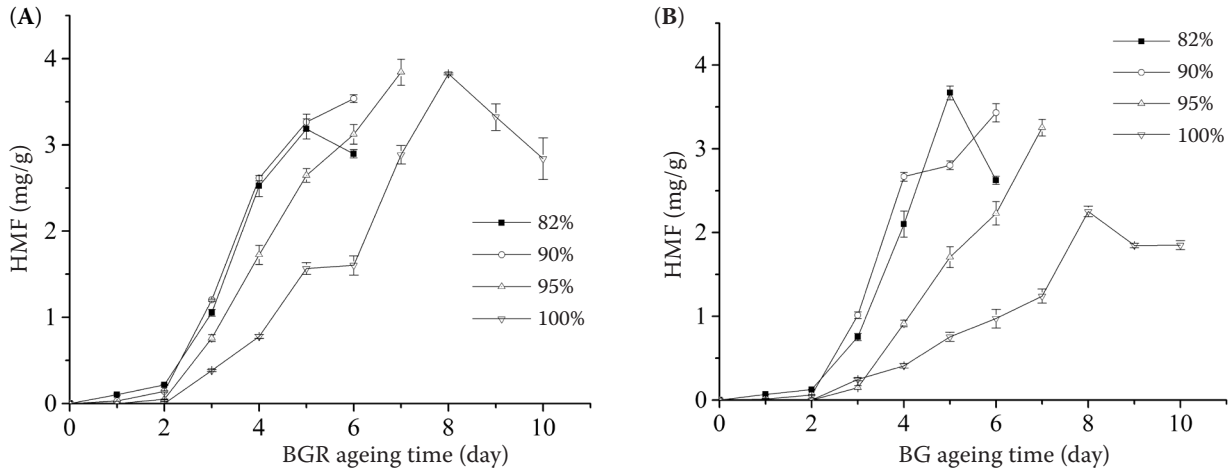 (A)
HMF (mg/g)
4
3
2
1
0
82%
90%
95%
100%
0 2 4 6 8 10
BGR ageing time (day)
(B)
HMF (mg/g)
4
3
2
1
0
82%
90%
95%
100%
0 2 4 6 8 10
BG ageing time (day)